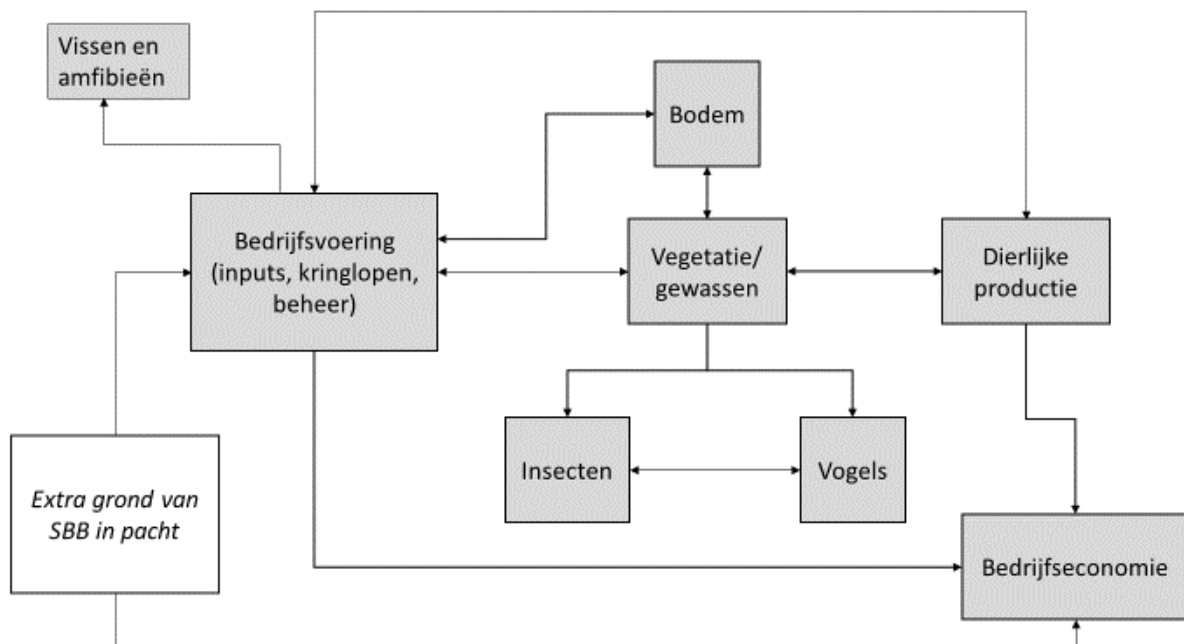 Vissen en
amfibieën
Bodem
Bedrijfsvoering
(inputs, kringlopen,
beheer)
Vegetatie/
gewassen
Dierlijke
productie
Insecten
Vogels
Extra grond van
SBB in pacht
Bedrijfseconomie